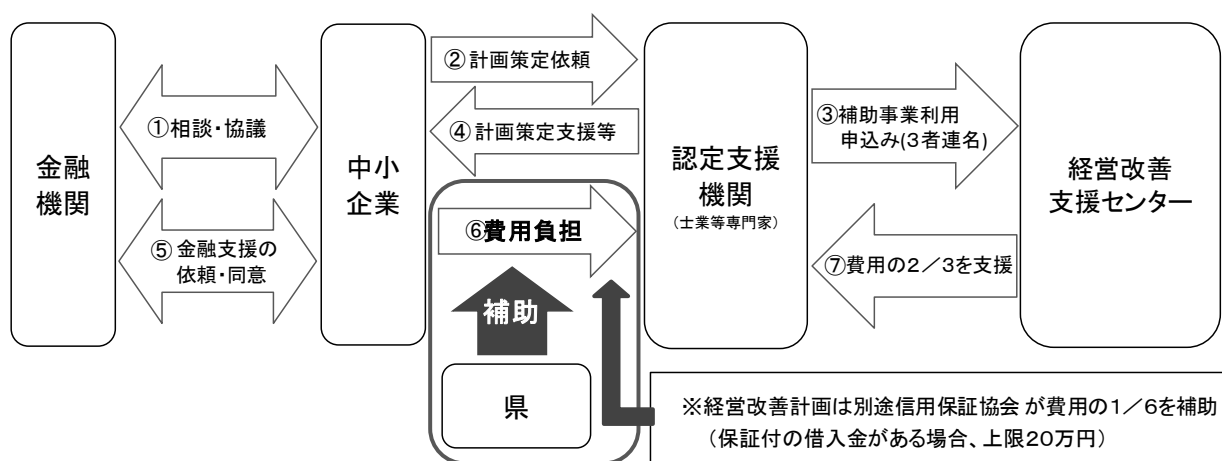 金融
機関
①相談・協議
⑤金融支援の
依頼・同意
中小
企業
②計画策定依頼
④計画策定支援等
⑥費用負担
補助
県
認定支援
機関
(士業等専門家)
③補助事業利用
申込み(3者連名)
⑦費用の2/3を支援
経営改善
支援センター
※経営改善計画は別途信用保証協会が費用の1/6を補助
(保証付の借入金がある場合、上限20万円)